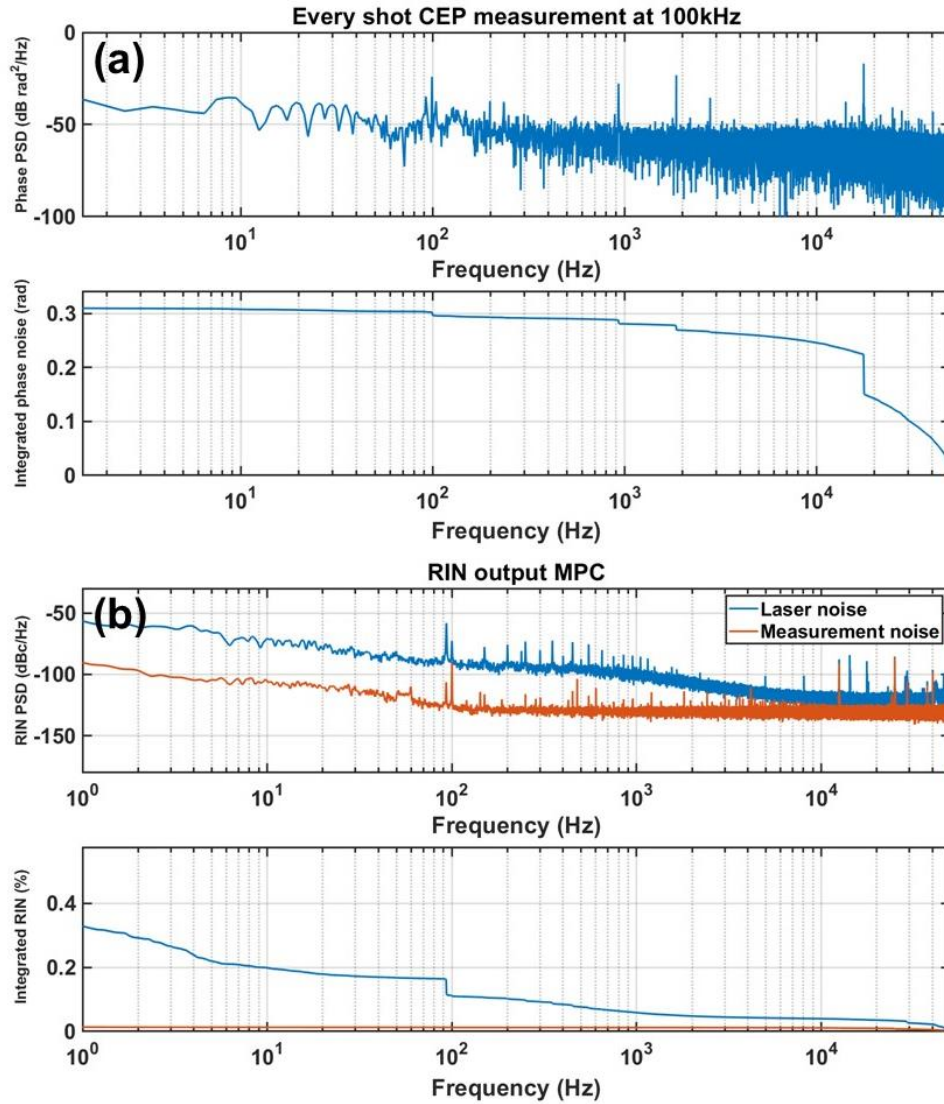 Every shot CEP measurement at 100kHz
(a)
Phase PSD (dB rad²/Hz)
0
-50
-100
10¹ 10² 10³ 10⁴
Frequency (Hz)
Integrated phase noise (rad)
0.3
0.2
0.1
0
10¹ 10² 10³ 10⁴
Frequency (Hz)
RIN output MPC
(b)
Laser noise
Measurement noise
RIN PSD (dBc/Hz)
-50
-100
-150
10⁰ 10¹ 10² 10³ 10⁴
Frequency (Hz)
Integrated RIN (%)
0.4
0.2
0
10⁰ 10¹ 10² 10³ 10⁴
Frequency (Hz)